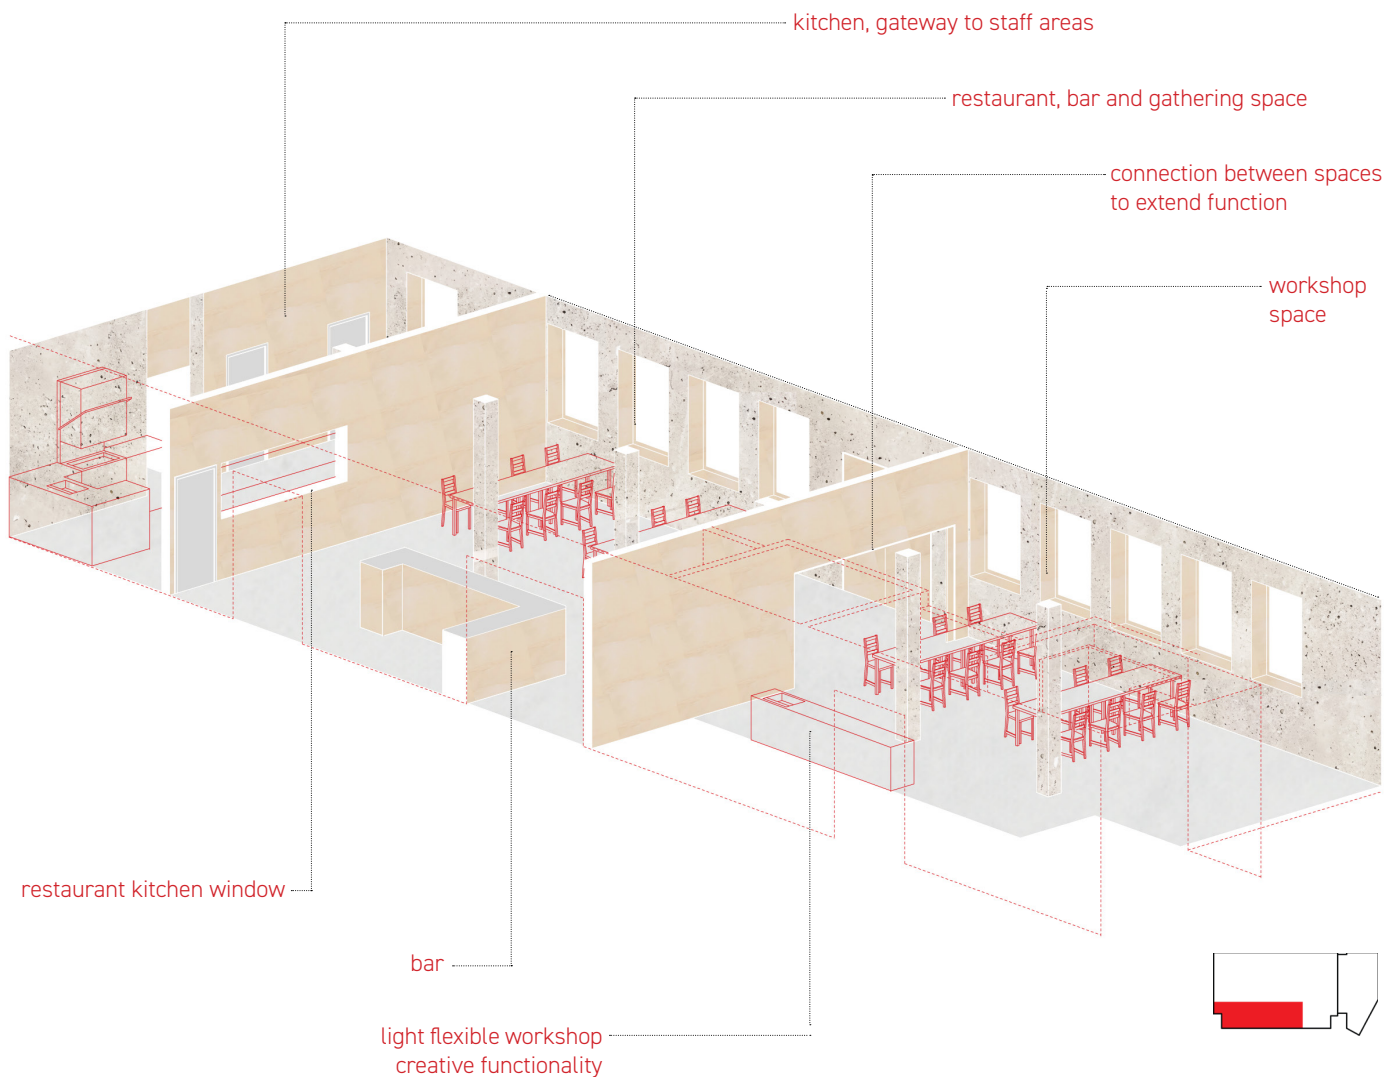 kitchen, gateway to staff areas
restaurant, bar and gathering space
connection between spaces
to extend function
workshop
space
restaurant kitchen window
bar
light flexible workshop
creative functionality